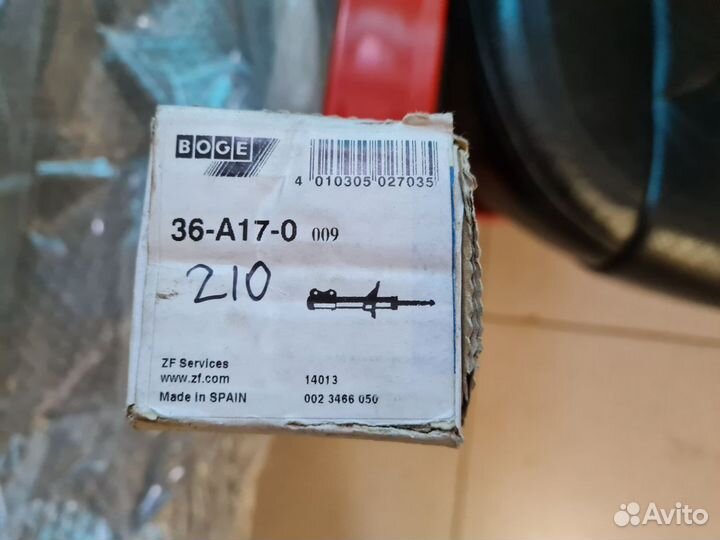 BOGE
4 010305 027035
36-A17-0 009
210
ZF Services
www.zf.com
14013
Made in SPAIN
002 3466 050
Avito